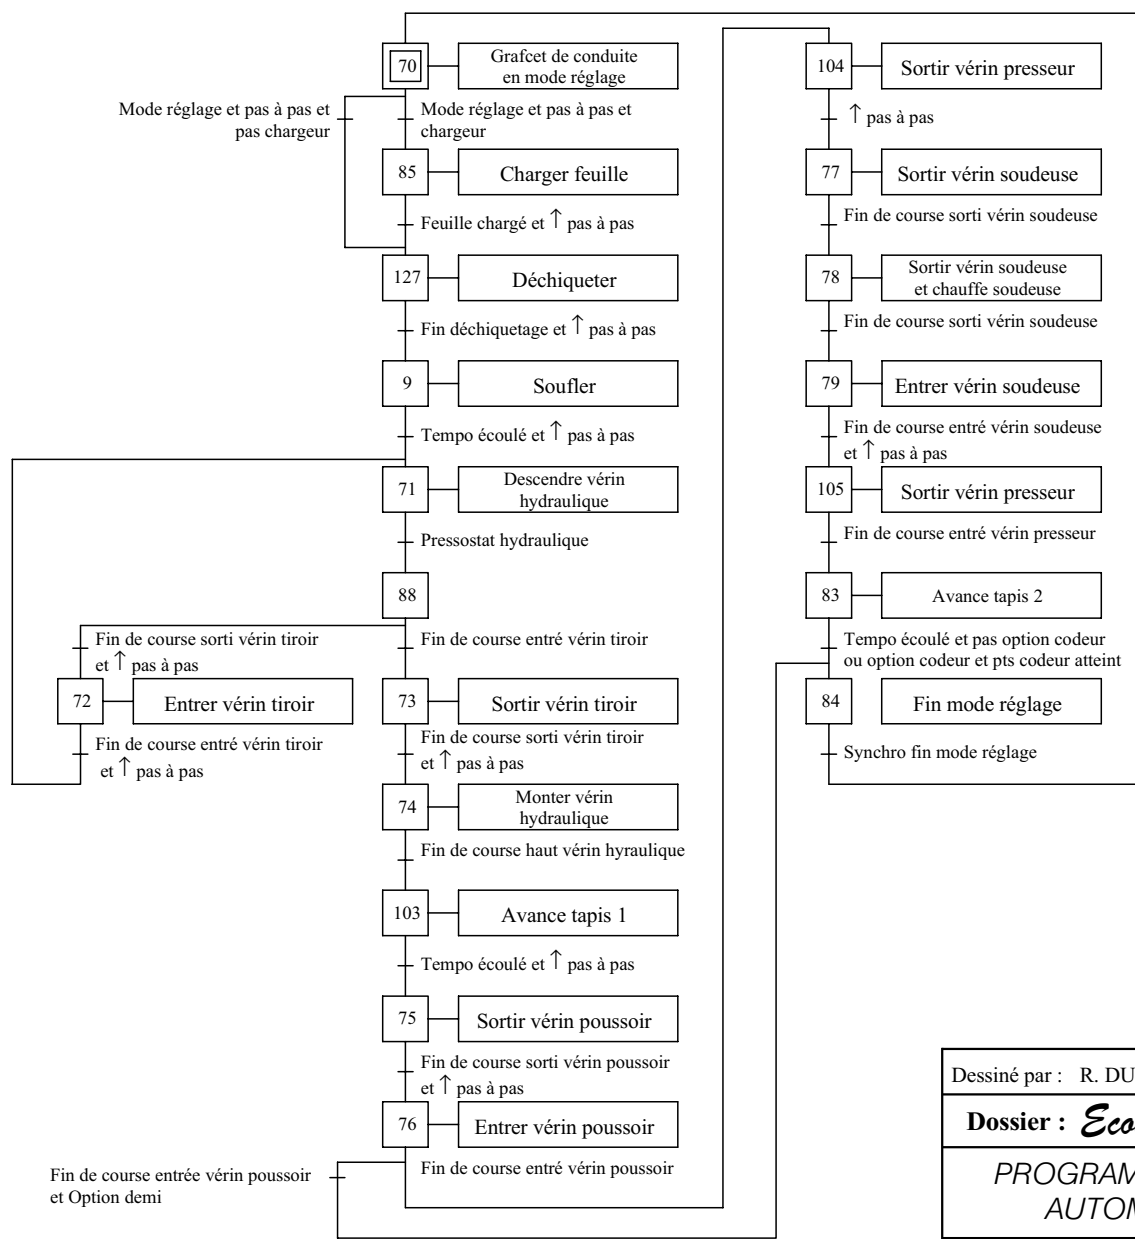 70
Grafcet de conduite
en mode réglage
Mode réglage et pas à pas et
pas chargeur
Mode réglage et pas à pas et
chargeur
85
Charger feuille
Feuille chargé et ↑ pas à pas
127
Déchiqueter
Fin déchiquetage et ↑ pas à pas
9
Soufler
Tempo écoulé et ↑ pas à pas
71
Descendre vérin
hydraulique
Pressostat hydraulique
88
Fin de course sorti vérin tiroir
et ↑ pas à pas
Fin de course entré vérin tiroir
72
Entrer vérin tiroir
73
Sortir vérin tiroir
Fin de course entré vérin tiroir
et ↑ pas à pas
Fin de course sorti vérin tiroir
et ↑ pas à pas
74
Monter vérin
hydraulique
Fin de course haut vérin hyraulique
103
Avance tapis 1
Tempo écoulé et ↑ pas à pas
75
Sortir vérin poussoir
Fin de course sorti vérin poussoir
et ↑ pas à pas
76
Entrer vérin poussoir
Fin de course entrée vérin poussoir
et Option demi
Fin de course entré vérin poussoir
104
Sortir vérin presseur
↑ pas à pas
77
Sortir vérin soudeuse
Fin de course sorti vérin soudeuse
78
Sortir vérin soudeuse
et chauffe soudeuse
Fin de course sorti vérin soudeuse
79
Entrer vérin soudeuse
Fin de course entré vérin soudeuse
et ↑ pas à pas
105
Sortir vérin presseur
Fin de course entré vérin presseur
83
Avance tapis 2
Tempo écoulé et pas option codeur
ou option codeur et pts codeur atteint
84
Fin mode réglage
Synchro fin mode réglage
Dessiné par : R. DU
Dossier : Eco
PROGRAM
AUTOM